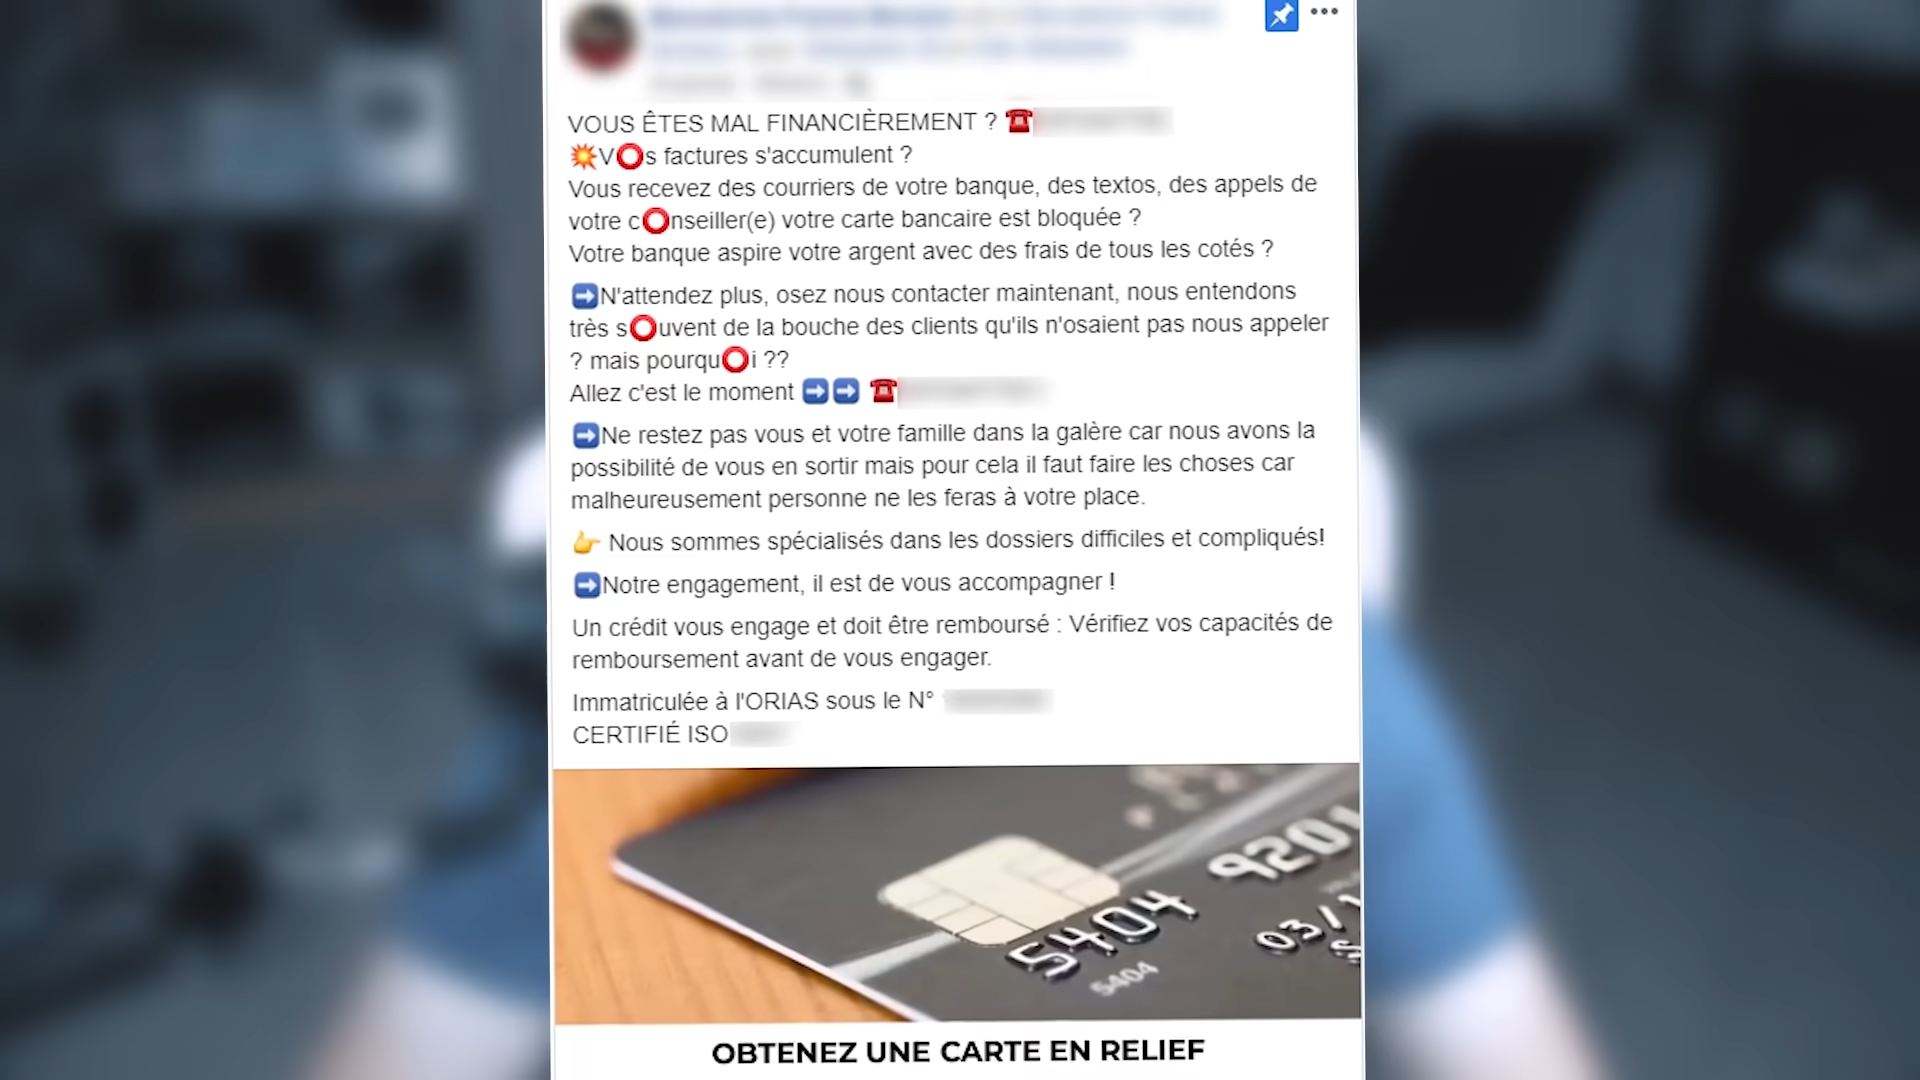 VOUS ÊTES MAL FINANCIÈREMENT ? ☎️
💥V⭕s factures s'accumulent ?
Vous recevez des courriers de votre banque, des textos, des appels de
votre c⭕nseiller(e) votre carte bancaire est bloquée ?
Votre banque aspire votre argent avec des frais de tous les cotés ?
➡️N'attendez plus, osez nous contacter maintenant, nous entendons
très s⭕uvent de la bouche des clients qu'ils n'osaient pas nous appeler
? mais pourqu⭕i ??
Allez c'est le moment ➡️➡️ ☎️
➡️Ne restez pas vous et votre famille dans la galère car nous avons la
possibilité de vous en sortir mais pour cela il faut faire les choses car
malheureusement personne ne les feras à votre place.
👉 Nous sommes spécialisés dans les dossiers difficiles et compliqués!
➡️Notre engagement, il est de vous accompagner !
Un crédit vous engage et doit être remboursé : Vérifiez vos capacités de
remboursement avant de vous engager.
Immatriculée à l'ORIAS sous le N°
CERTIFIÉ ISO
9201
5404
03/1
5404
OBTENEZ UNE CARTE EN RELIEF